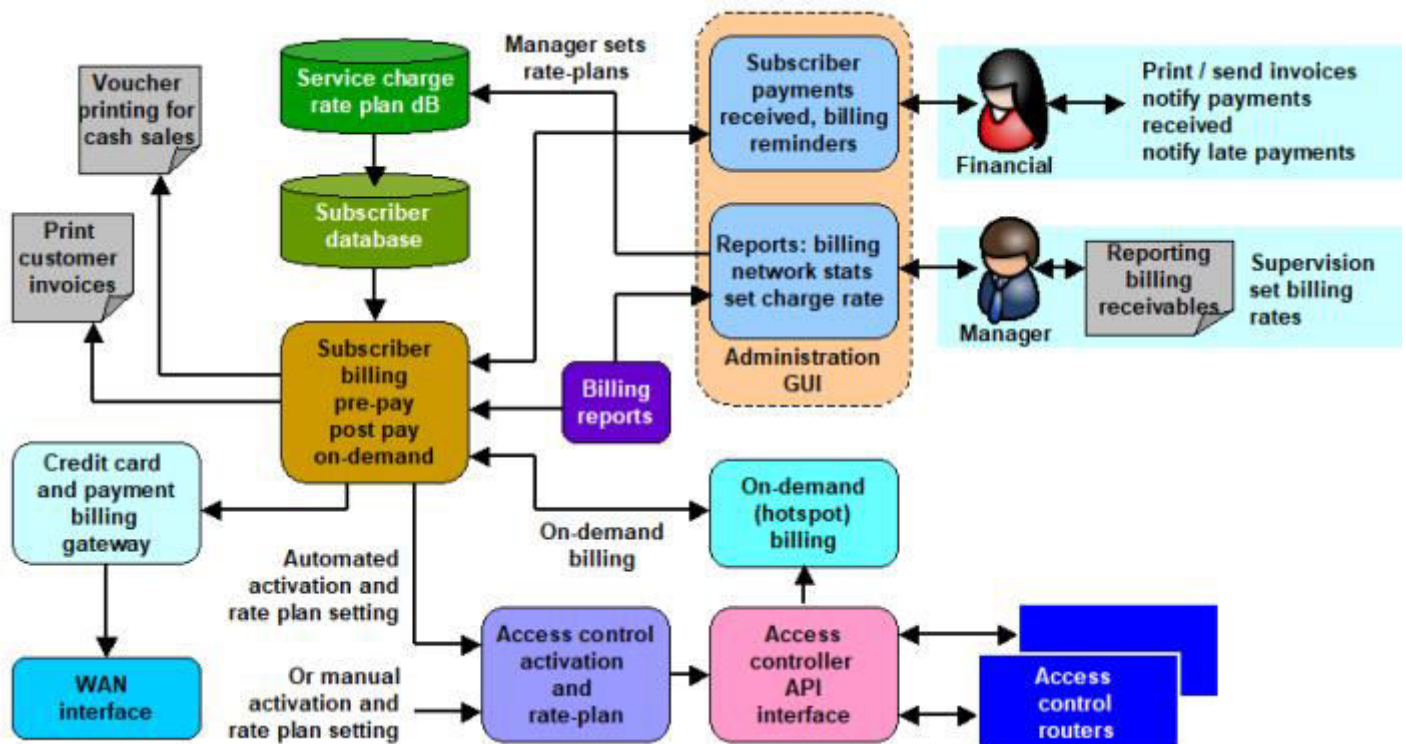 Voucher
printing for
cash sales
Print
customer
invoices
Service charge
rate plan dB
Subscriber
database
Manager sets
rate-plans
Subscriber
payments
received, billing
reminders
Reports: billing
network stats
set charge rate
Administration
GUI
Financial
Print / send invoices
notify payments
received
notify late payments
Manager
Reporting
billing
receivables
Supervision
set billing
rates
Subscriber
billing
pre-pay
post pay
on-demand
Billing
reports
Credit card
and payment
billing
gateway
WAN
interface
On-demand
billing
On-demand
(hotspot)
billing
Automated
activation and
rate plan setting
Or manual
activation and
rate plan setting
Access control
activation
and
rate-plan
Access
controller
API
interface
Access
control
routers